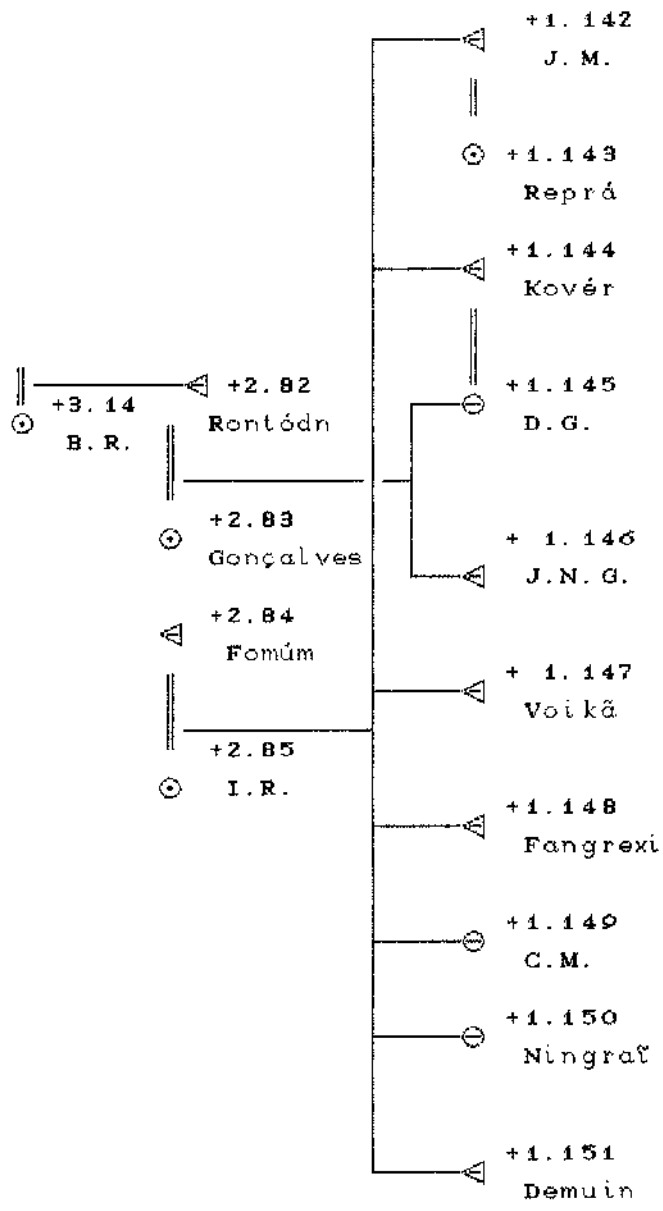 +1.142
J.M.
+1.143
Reprá
+1.144
Kovér
+3.14
B.R.
+2.82
Rontódn
+1.145
D.G.
+2.83
Gonçalves
+ 1.146
J.N.G.
+2.84
Fomúm
+ 1.147
Voikã
+2.85
I.R.
+1.148
Fangrexi
+1.149
C.M.
+1.150
+1.151
Demuin